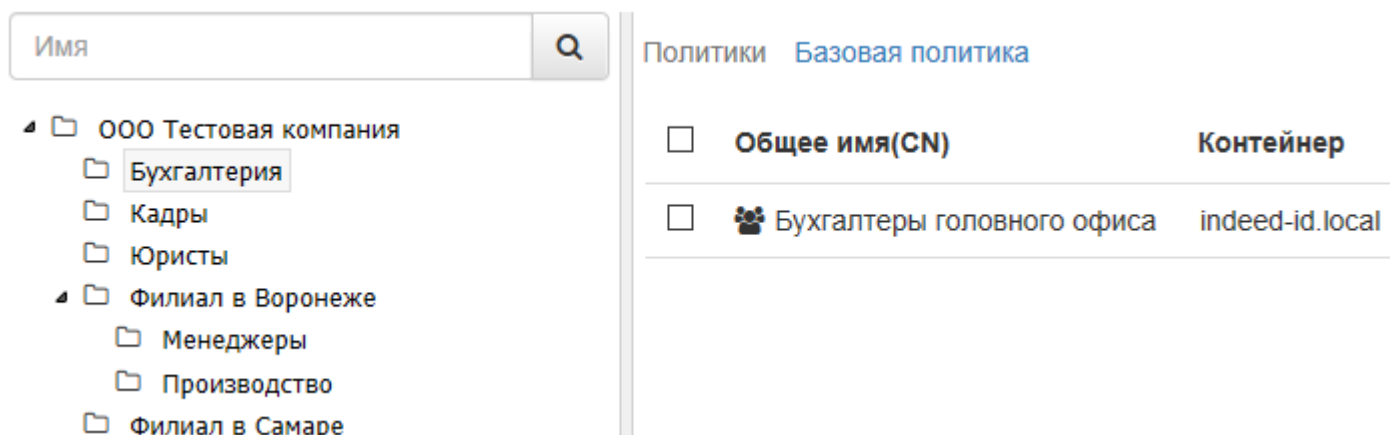 Имя
ООО Тестовая компания
Бухгалтерия
Кадры
Юристы
Филиал в Воронеже
Менеджеры
Производство
Филиал в Самаре
Политики Базовая политика
Общее имя(CN) Контейнер
Бухгалтеры головного офиса indeed-id.local